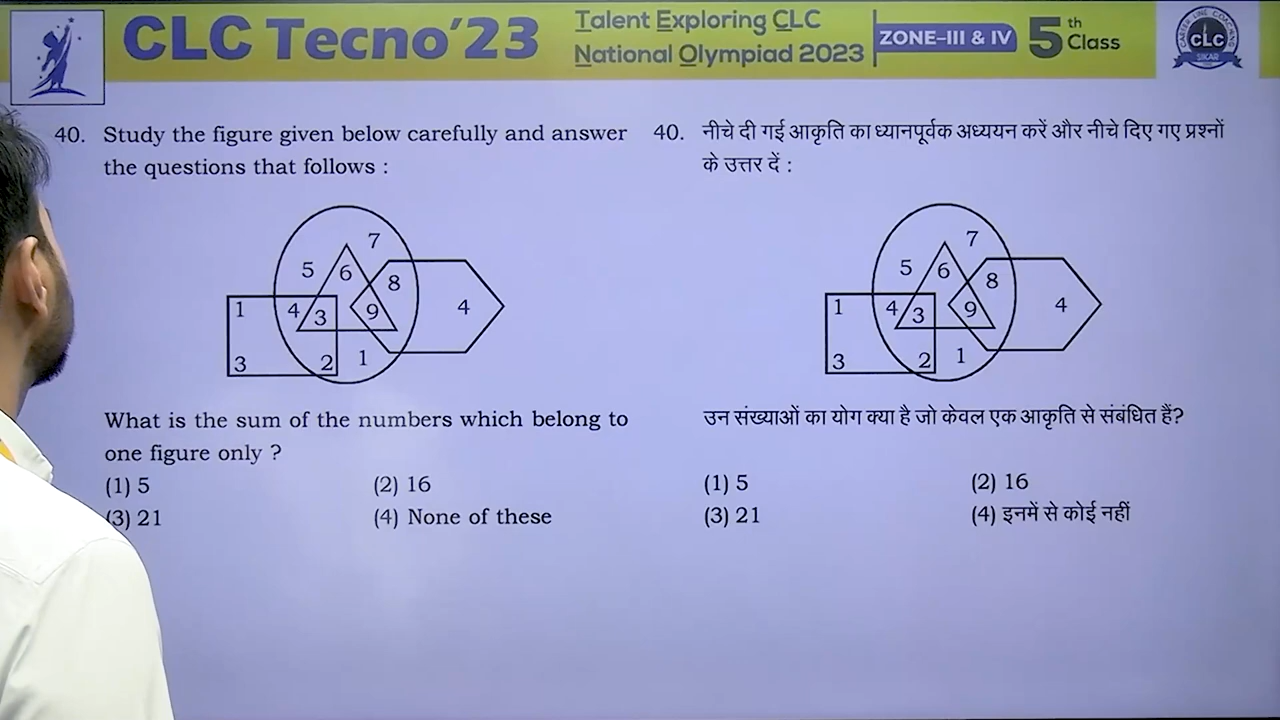 CLC Tecno'23
Talent Exploring CLC
National Olympiad 2023
ZONE–III & IV
5th Class
CAREER LINE COACHING
CLC
SIKAR
40. Study the figure given below carefully and answer
the questions that follows :
7
5 6 8
1 4 3 9 4
3 2 1
What is the sum of the numbers which belong to
one figure only ?
(1) 5 (2) 16
(3) 21 (4) None of these
40. नीचे दी गई आकृति का ध्यानपूर्वक अध्ययन करें और नीचे दिए गए प्रश्नों
के उत्तर दें :
7
5 6 8
1 4 3 9 4
3 2 1
उन संख्याओं का योग क्या है जो केवल एक आकृति से संबंधित हैं?
(1) 5 (2) 16
(3) 21 (4) इनमें से कोई नहीं